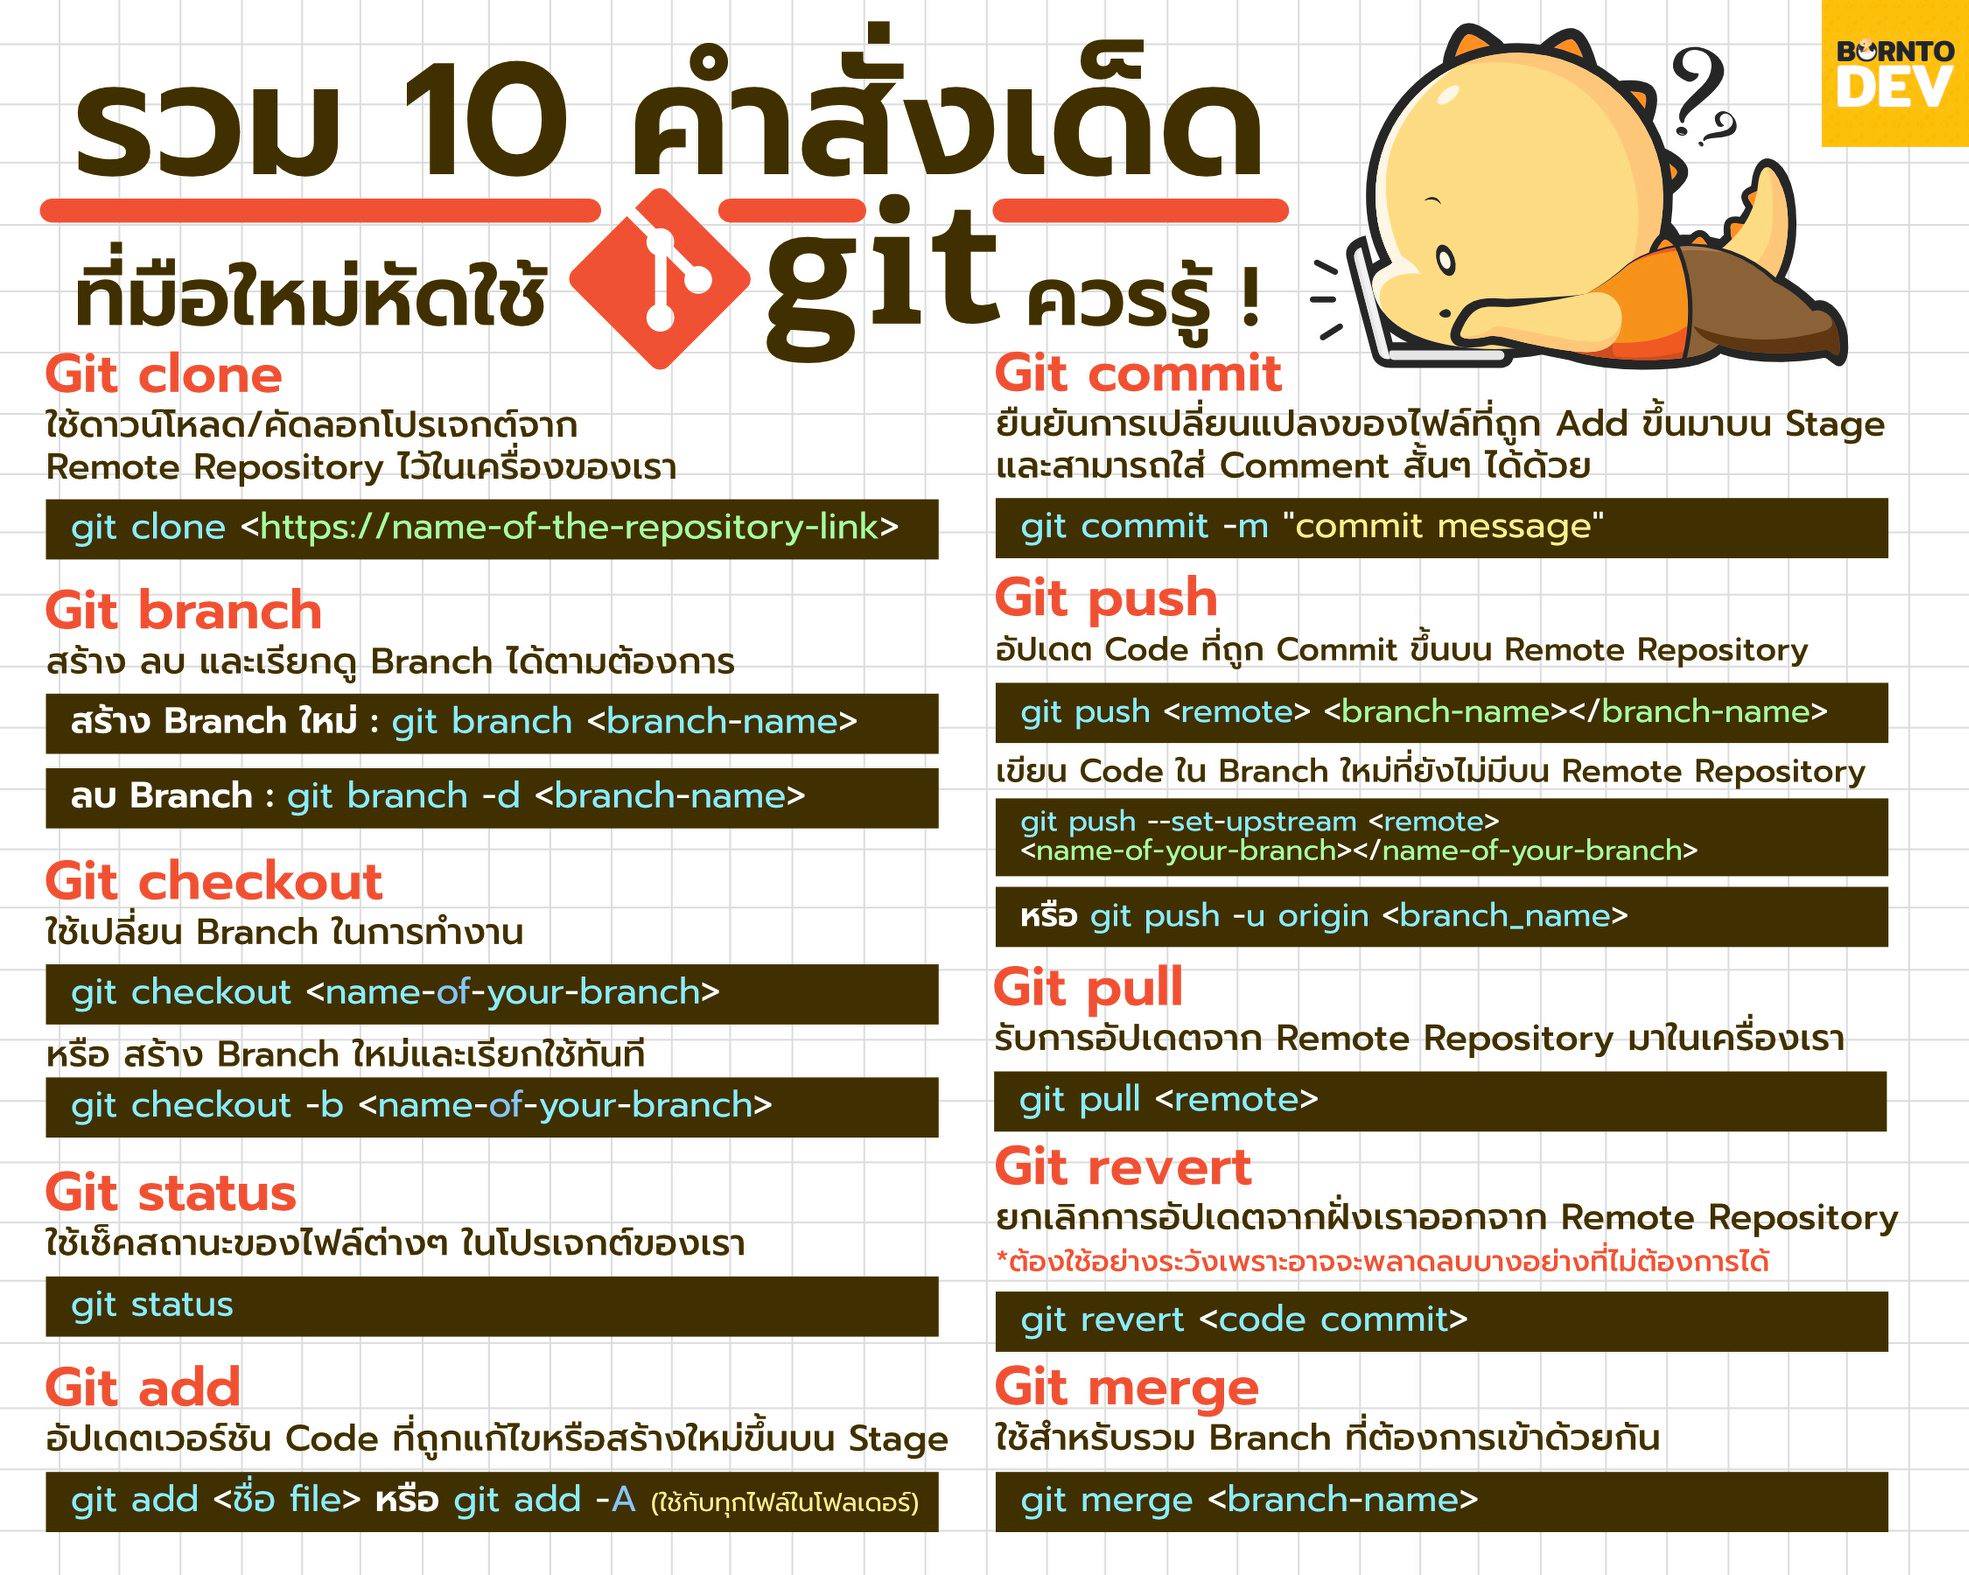 รวม 10 คำสั่งเด็ด
ที่มือใหม่หัดใช้ git ควรรู้ !
??
BORNTO
DEV
Git clone
ใช้ดาวน์โหลด/คัดลอกโปรเจกต์จาก
Remote Repository ไว้ในเครื่องของเรา
git clone <https://name-of-the-repository-link>
Git branch
สร้าง ลบ และเรียกดู Branch ได้ตามต้องการ
สร้าง Branch ใหม่ : git branch <branch-name>
ลบ Branch : git branch -d <branch-name>
Git checkout
ใช้เปลี่ยน Branch ในการทำงาน
git checkout <name-of-your-branch>
หรือ สร้าง Branch ใหม่และเรียกใช้ทันที
git checkout -b <name-of-your-branch>
Git status
ใช้เช็คสถานะของไฟล์ต่างๆ ในโปรเจกต์ของเรา
git status
Git add
อัปเดตเวอร์ชัน Code ที่ถูกแก้ไขหรือสร้างใหม่ขึ้นบน Stage
git add <ชื่อ file> หรือ git add -A (ใช้กับทุกไฟล์ในโฟลเดอร์)
Git commit
ยืนยันการเปลี่ยนแปลงของไฟล์ที่ถูก Add ขึ้นมาบน Stage
และสามารถใส่ Comment สั้นๆ ได้ด้วย
git commit -m "commit message"
Git push
อัปเดต Code ที่ถูก Commit ขึ้นบน Remote Repository
git push <remote> <branch-name></branch-name>
เขียน Code ใน Branch ใหม่ที่ยังไม่มีบน Remote Repository
git push --set-upstream <remote>
<name-of-your-branch></name-of-your-branch>
หรือ git push -u origin <branch_name>
Git pull
รับการอัปเดตจาก Remote Repository มาในเครื่องเรา
git pull <remote>
Git revert
ยกเลิกการอัปเดตจากฝั่งเราออกจาก Remote Repository
*ต้องใช้อย่างระวังเพราะอาจจะพลาดลบบางอย่างที่ไม่ต้องการได้
git revert <code commit>
Git merge
ใช้สำหรับรวม Branch ที่ต้องการเข้าด้วยกัน
git merge <branch-name>